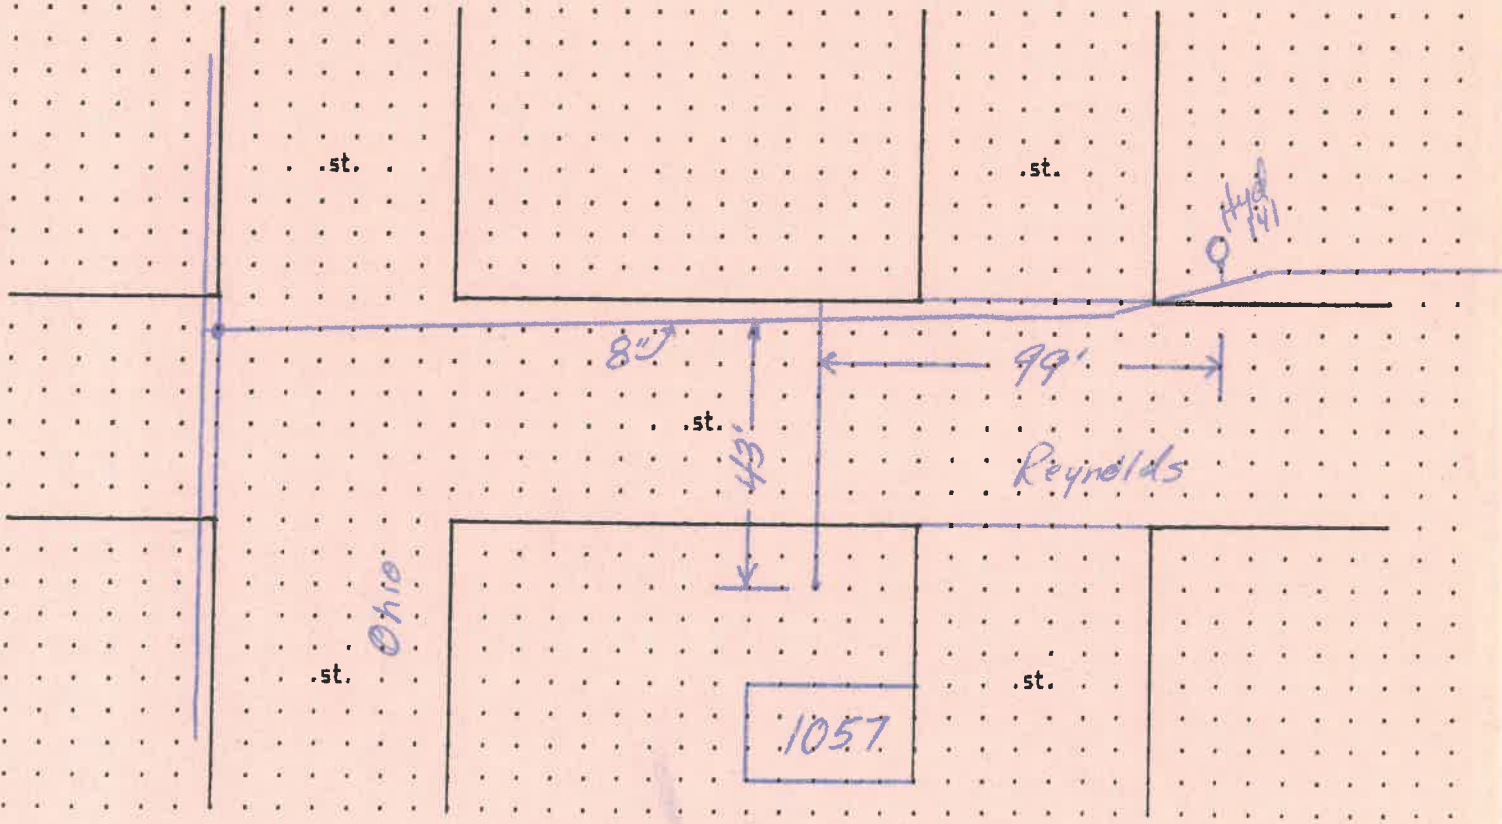 .st.
.st.
Hyd
141
8"
99'
.st.
43'
Reynolds
Ohio
.st.
.st.
1057